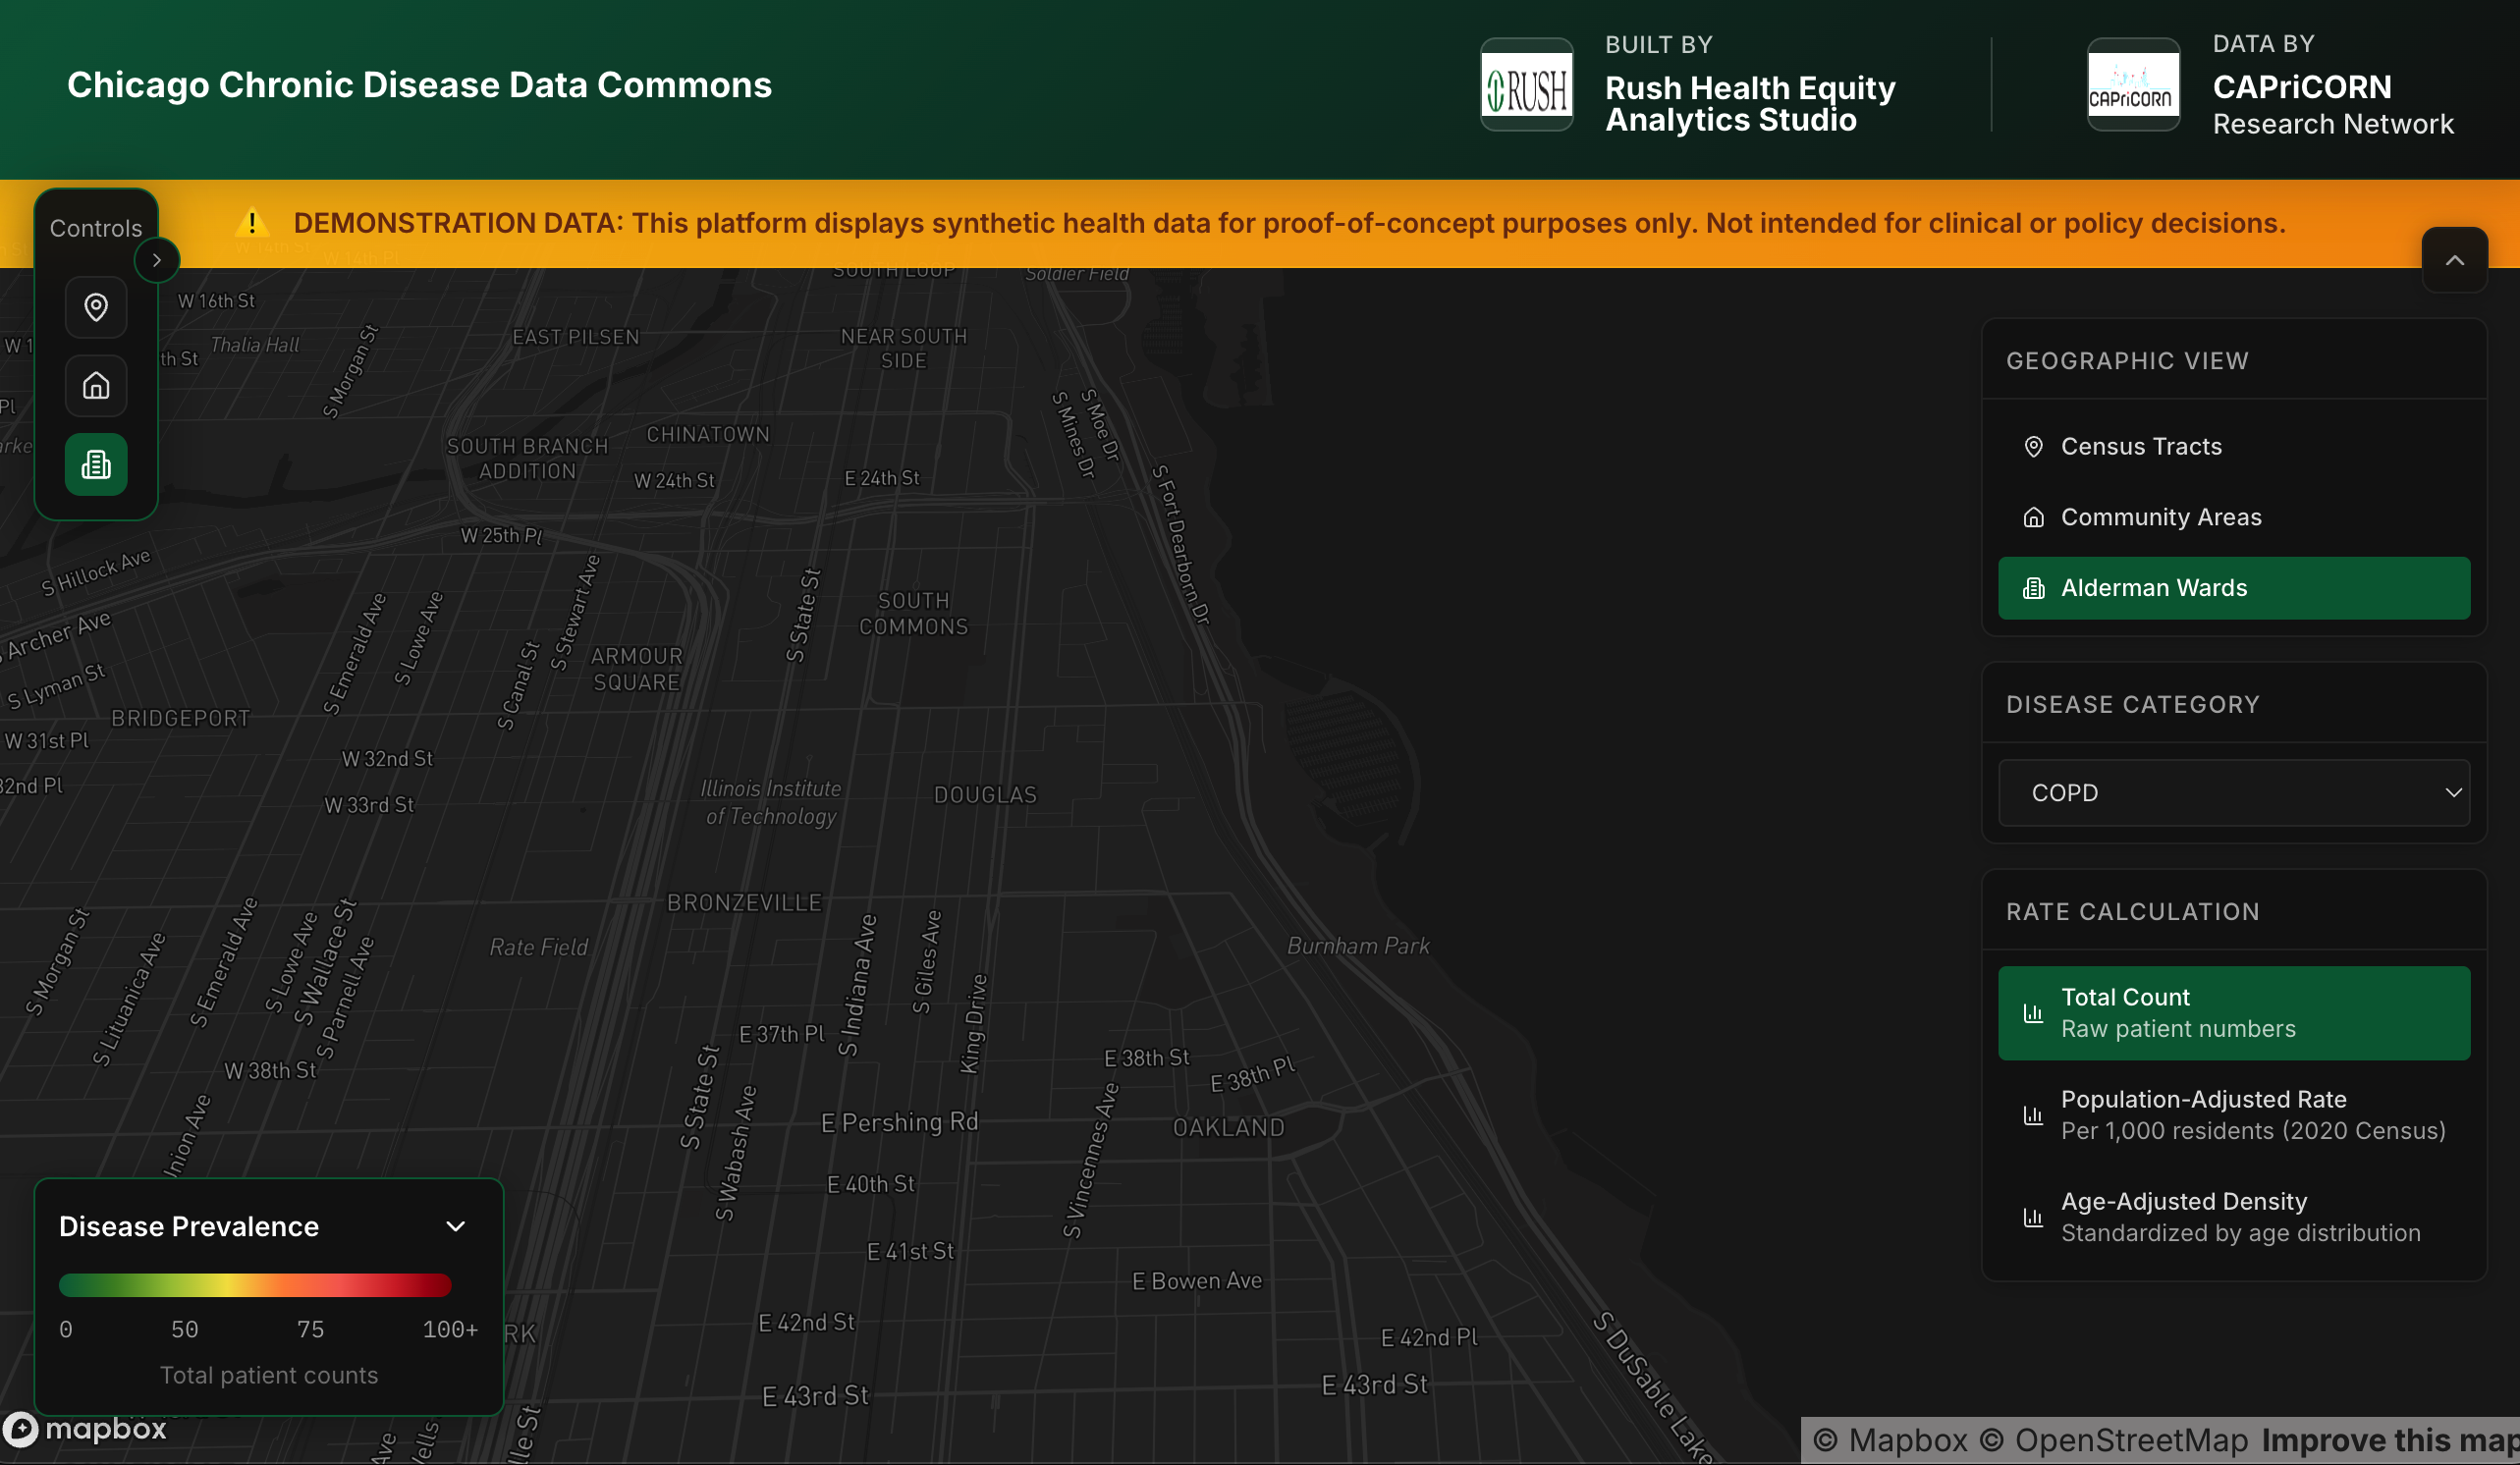 Chicago Chronic Disease Data Commons
RUSH
BUILT BY
Rush Health Equity
Analytics Studio
CAPriCORN
DATA BY
CAPriCORN
Research Network
Controls
⚠️ DEMONSTRATION DATA: This platform displays synthetic health data for proof-of-concept purposes only. Not intended for clinical or policy decisions.
W 14th St
W 14th Pl
SOUTH LOOP
Soldier Field
W 16th St
Thalia Hall
S Morgan St
EAST PILSEN
NEAR SOUTH
SIDE
th St
S Mines Dr
S Moe Dr
CHINATOWN
SOUTH BRANCH
ADDITION
W 24th St
E 24th St
S Fort Dearborn Dr
W 25th Pl
S Hillock Ave
S Archer Ave
S Lyman St
S Emerald Ave
S Lowe Ave
S Stewart Ave
S Canal St
S State St
SOUTH
COMMONS
ARMOUR
SQUARE
BRIDGEPORT
W 31st Pl
W 32nd St
32nd Pl
W 33rd St
Illinois Institute
of Technology
DOUGLAS
BRONZEVILLE
Rate Field
Burnham Park
S Morgan St
S Lituanica Ave
S Emerald Ave
S Lowe Ave
S Wallace St
S Parnell Ave
S Indiana Ave
S Giles Ave
King Drive
E 37th Pl
W 38th St
E 38th St
E 38th Pl
S State St
S Wabash Ave
E Pershing Rd
S Vincennes Ave
OAKLAND
Union Ave
E 40th St
E 41st St
E Bowen Ave
E 42nd St
E 42nd Pl
E 43rd St
E 43rd St
S DuSable Lake
RK
GEOGRAPHIC VIEW
Census Tracts
Community Areas
Alderman Wards
DISEASE CATEGORY
COPD
RATE CALCULATION
Total Count
Raw patient numbers
Population-Adjusted Rate
Per 1,000 residents (2020 Census)
Age-Adjusted Density
Standardized by age distribution
Disease Prevalence
0 50 75 100+
Total patient counts
mapbox
Ave
lle St
© Mapbox © OpenStreetMap Improve this map